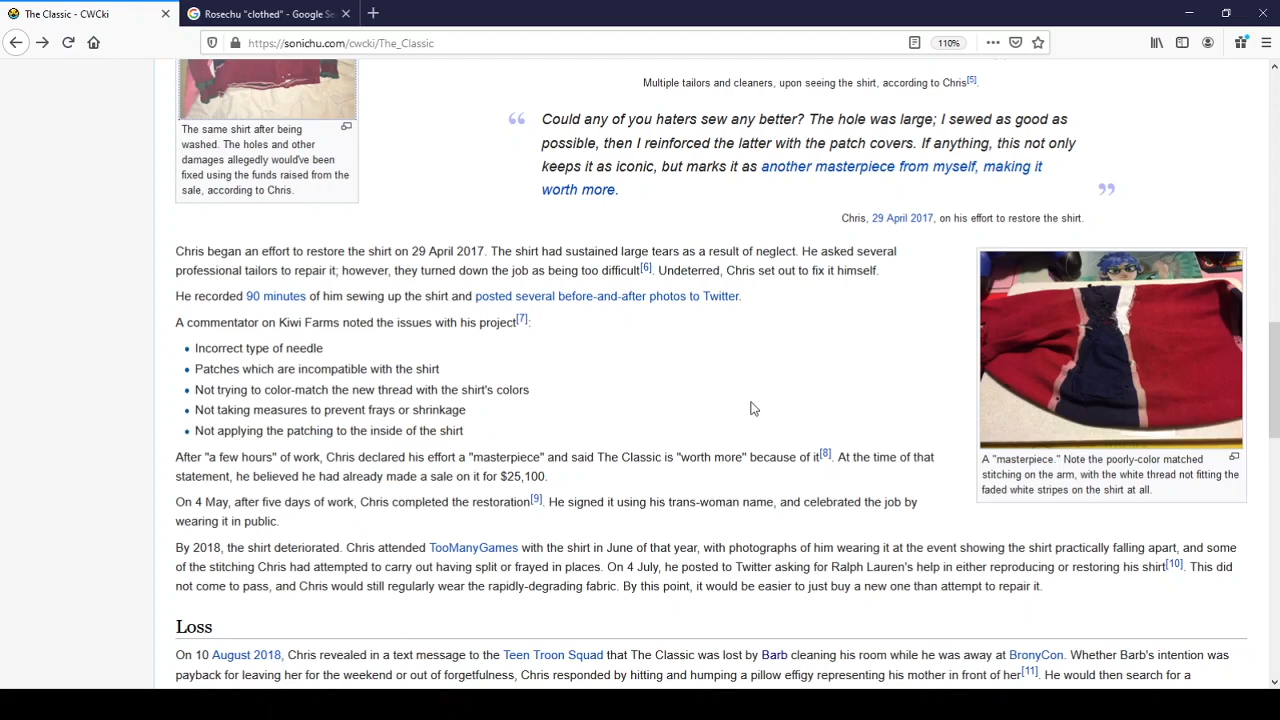 The Classic - CWCki
Rosechu "clothed" - Google Se
https://sonichu.com/cwcki/The_Classic
110%
The same shirt after being
washed. The holes and other
damages allegedly would've been
fixed using the funds raised from the
sale, according to Chris.
Multiple tailors and cleaners, upon seeing the shirt, according to Chris[5].
“ Could any of you haters sew any better? The hole was large; I sewed as good as
possible, then I reinforced the latter with the patch covers. If anything, this not only
keeps it as iconic, but marks it as another masterpiece from myself, making it
worth more. ”
Chris, 29 April 2017, on his effort to restore the shirt.
Chris began an effort to restore the shirt on 29 April 2017. The shirt had sustained large tears as a result of neglect. He asked several
professional tailors to repair it; however, they turned down the job as being too difficult[6]. Undeterred, Chris set out to fix it himself.
He recorded 90 minutes of him sewing up the shirt and posted several before-and-after photos to Twitter.
A commentator on Kiwi Farms noted the issues with his project[7]:
• Incorrect type of needle
• Patches which are incompatible with the shirt
• Not trying to color-match the new thread with the shirt's colors
• Not taking measures to prevent frays or shrinkage
• Not applying the patching to the inside of the shirt
A "masterpiece." Note the poorly-color matched
stitching on the arm, with the white thread not fitting the
faded white stripes on the shirt at all.
After "a few hours" of work, Chris declared his effort a "masterpiece" and said The Classic is "worth more" because of it[8]. At the time of that
statement, he believed he had already made a sale on it for $25,100.
On 4 May, after five days of work, Chris completed the restoration[9]. He signed it using his trans-woman name, and celebrated the job by
wearing it in public.
By 2018, the shirt deteriorated. Chris attended TooManyGames with the shirt in June of that year, with photographs of him wearing it at the event showing the shirt practically falling apart, and some
of the stitching Chris had attempted to carry out having split or frayed in places. On 4 July, he posted to Twitter asking for Ralph Lauren's help in either reproducing or restoring his shirt[10]. This did
not come to pass, and Chris would still regularly wear the rapidly-degrading fabric. By this point, it would be easier to just buy a new one than attempt to repair it.
Loss
On 10 August 2018, Chris revealed in a text message to the Teen Troon Squad that The Classic was lost by Barb cleaning his room while he was away at BronyCon. Whether Barb's intention was
payback for leaving her for the weekend or out of forgetfulness, Chris responded by hitting and humping a pillow effigy representing his mother in front of her[11]. He would then search for a